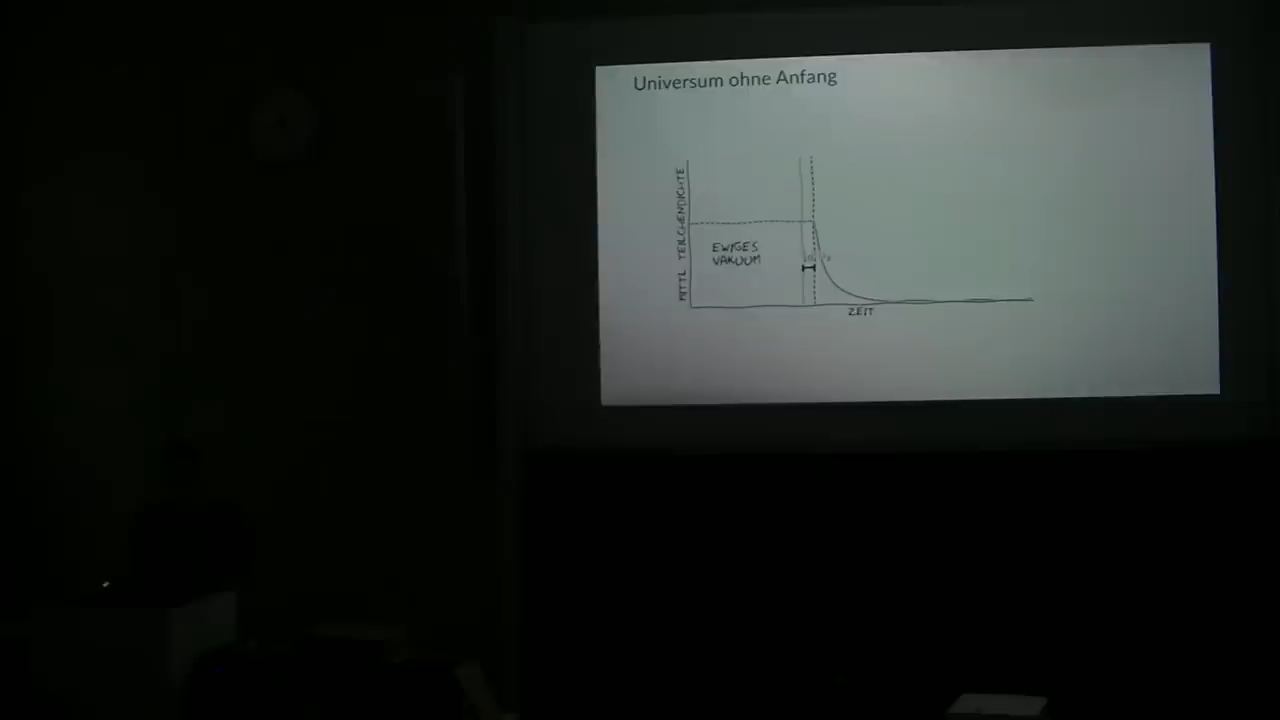 Universum ohne Anfang
MITTL TEILCHENDICHTE
EWIGES
VAKUUM
ZEIT